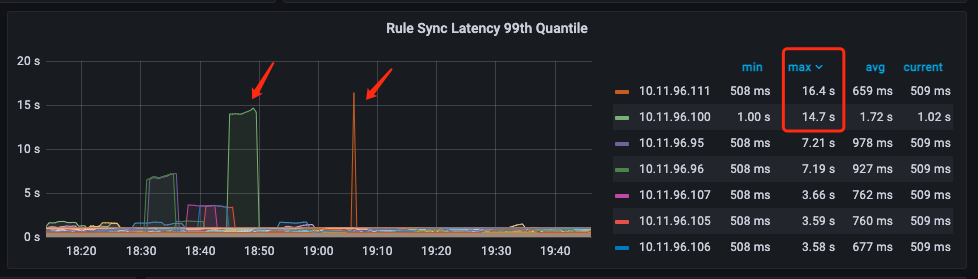 Rule Sync Latency 99th Quantile
20 s
15 s
10 s
5 s
0 s
18:20 18:30 18:40 18:50 19:00 19:10 19:20 19:30 19:40
min max avg current
10.11.96.111 508 ms 16.4 s 659 ms 509 ms
10.11.96.100 1.00 s 14.7 s 1.72 s 1.02 s
10.11.96.95 508 ms 7.21 s 978 ms 509 ms
10.11.96.96 508 ms 7.19 s 927 ms 509 ms
10.11.96.107 508 ms 3.66 s 762 ms 509 ms
10.11.96.105 508 ms 3.59 s 760 ms 509 ms
10.11.96.106 508 ms 3.58 s 677 ms 509 ms